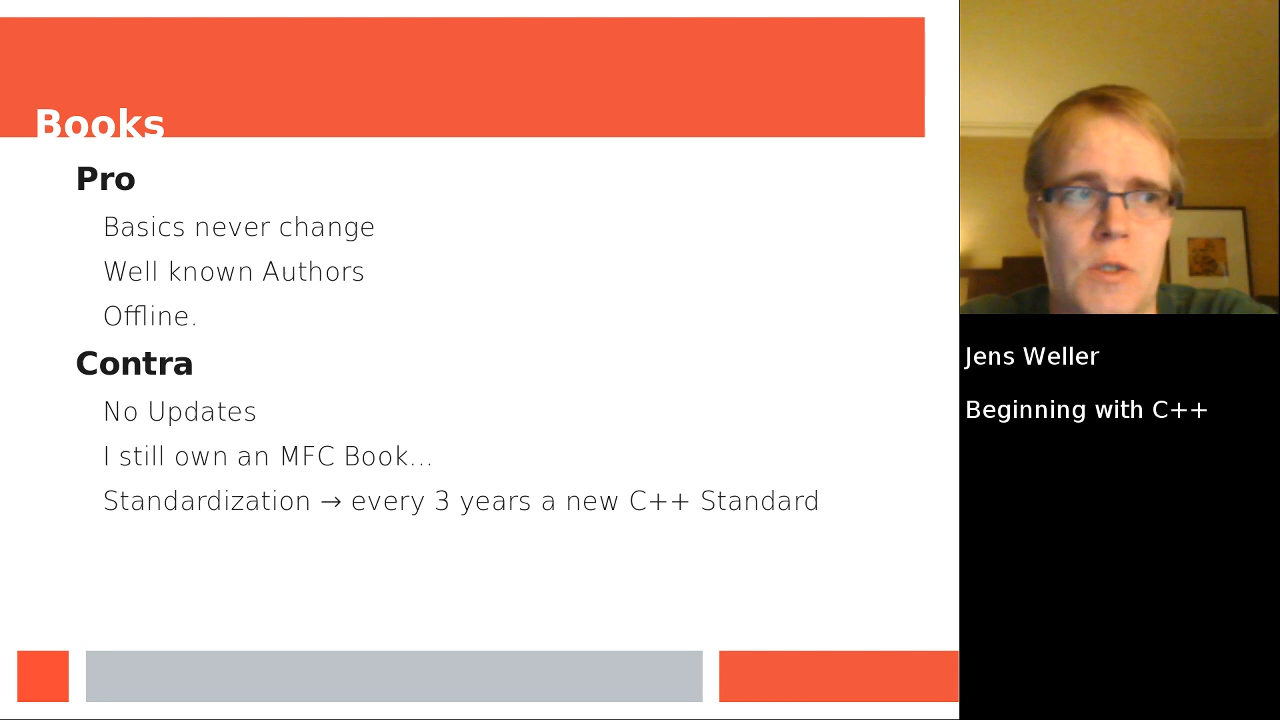 Books
Pro
Basics never change
Well known Authors
Offline.
Contra
No Updates
I still own an MFC Book...
Standardization → every 3 years a new C++ Standard
Jens Weller
Beginning with C++